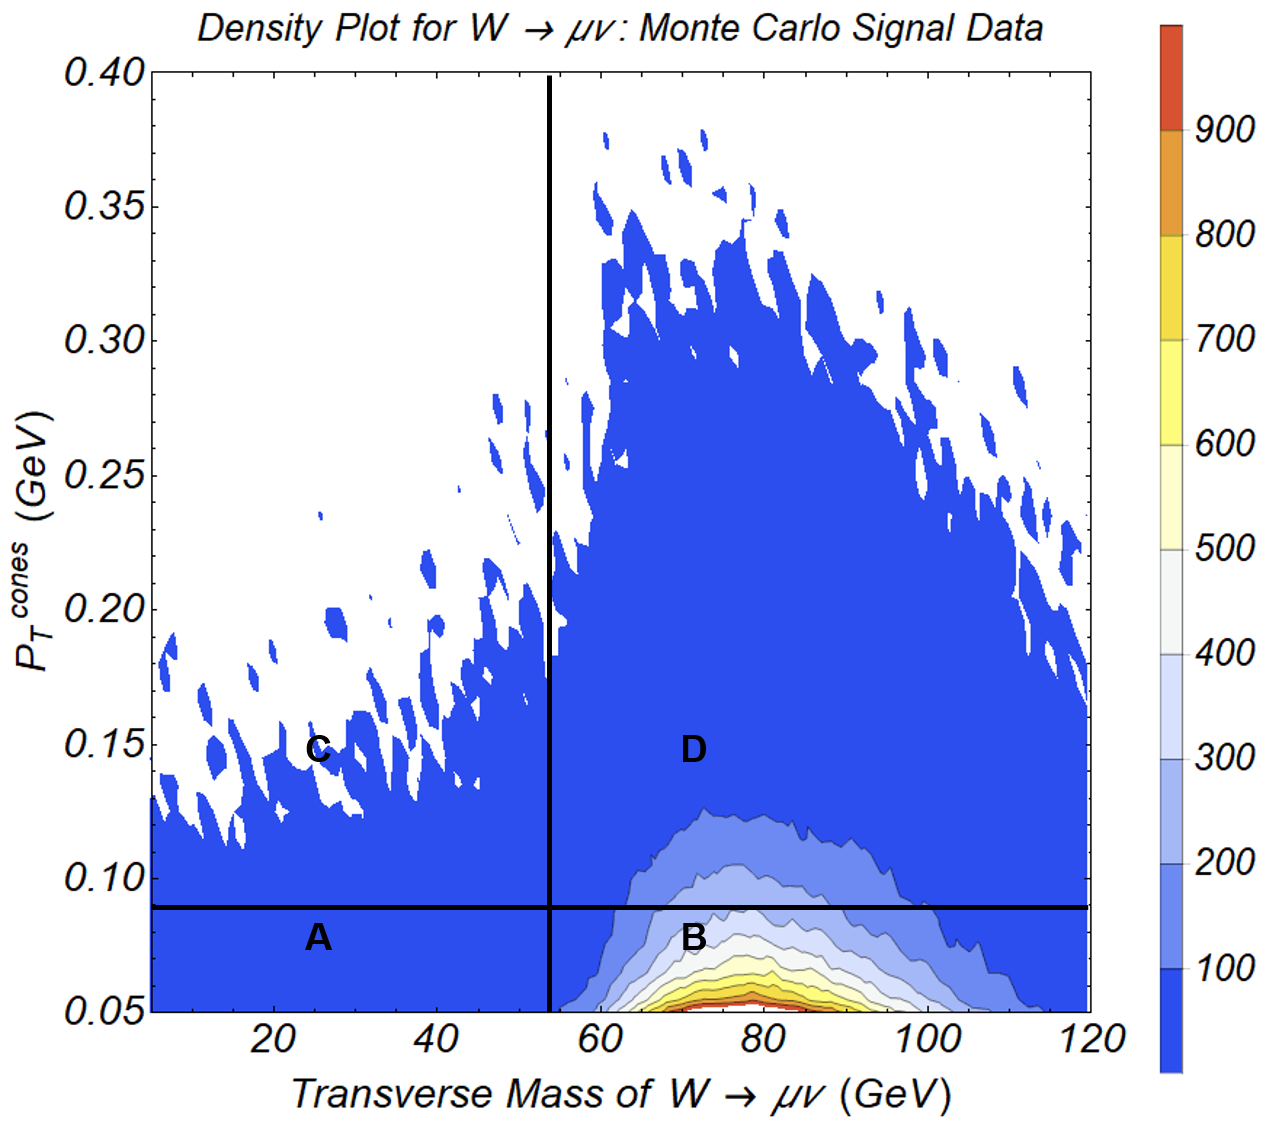 Density Plot for W → μν: Monte Carlo Signal Data
0.40
0.35
0.30
0.25
0.20
0.15
0.10
0.05
P_T^cones (GeV)
C
D
A
B
20 40 60 80 100 120
Transverse Mass of W → μν (GeV)
900
800
700
600
500
400
300
200
100